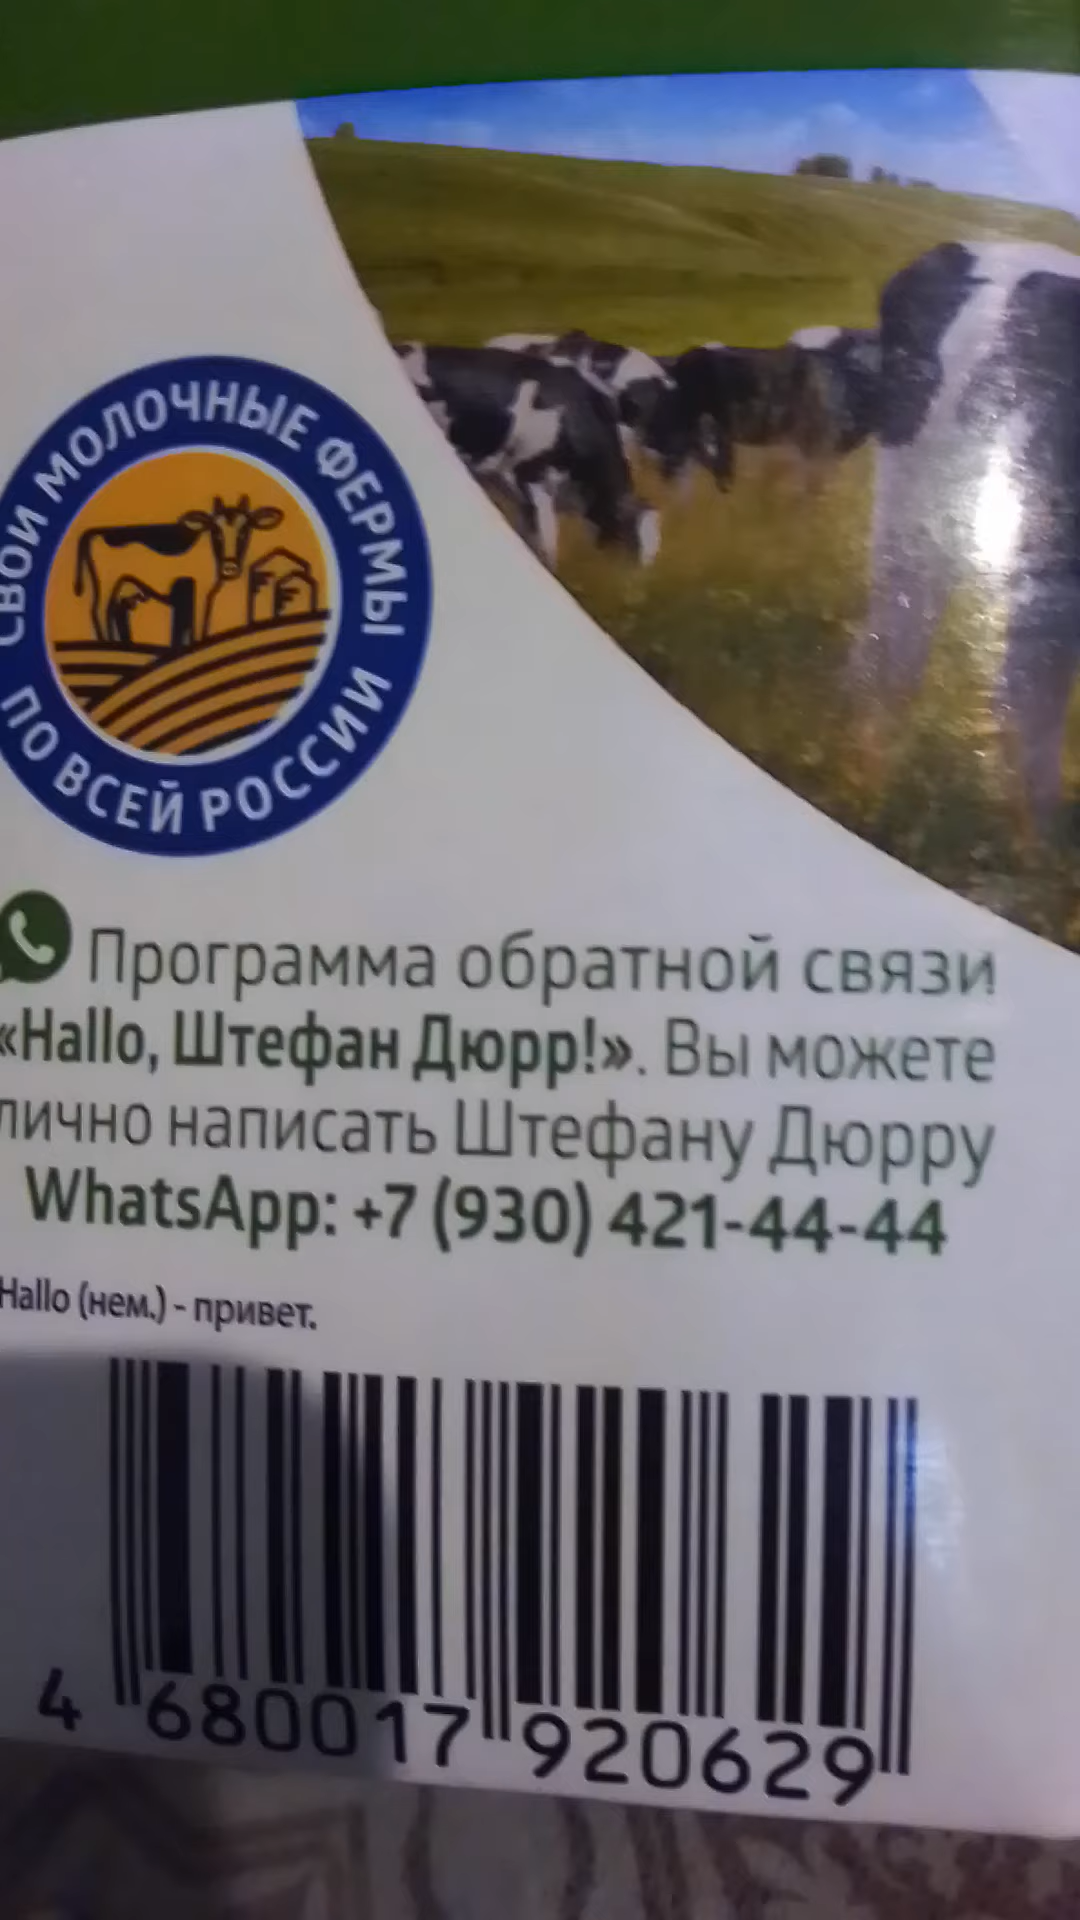 СВОИ МОЛОЧНЫЕ ФЕРМЫ
ПО ВСЕЙ РОССИИ
Программа обратной связи
«Hallo, Штефан Дюрр!». Вы можете
лично написать Штефану Дюрру
WhatsApp: +7 (930) 421-44-44
Hallo (нем.) - привет.
4 680017 920629